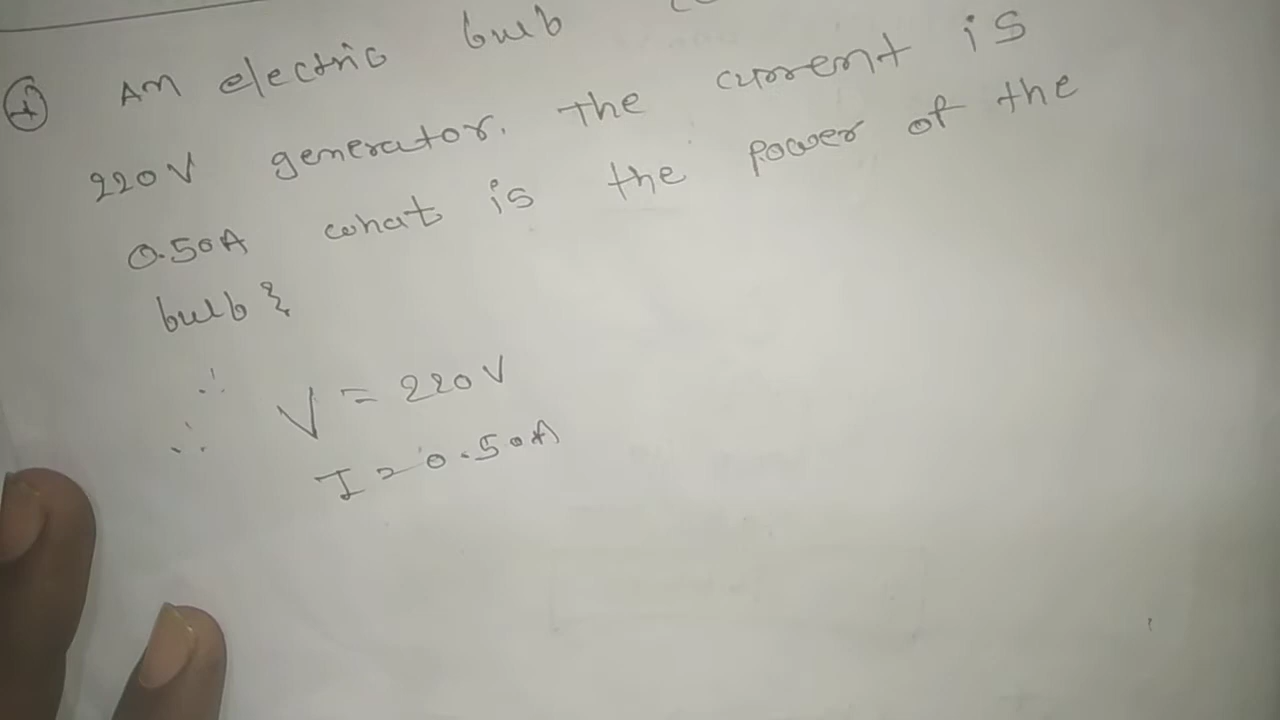 An electric bulb
220V generator. The current is
0.50A what is the power of the
bulb?
∴ V = 220V
∴ I = 0.50A